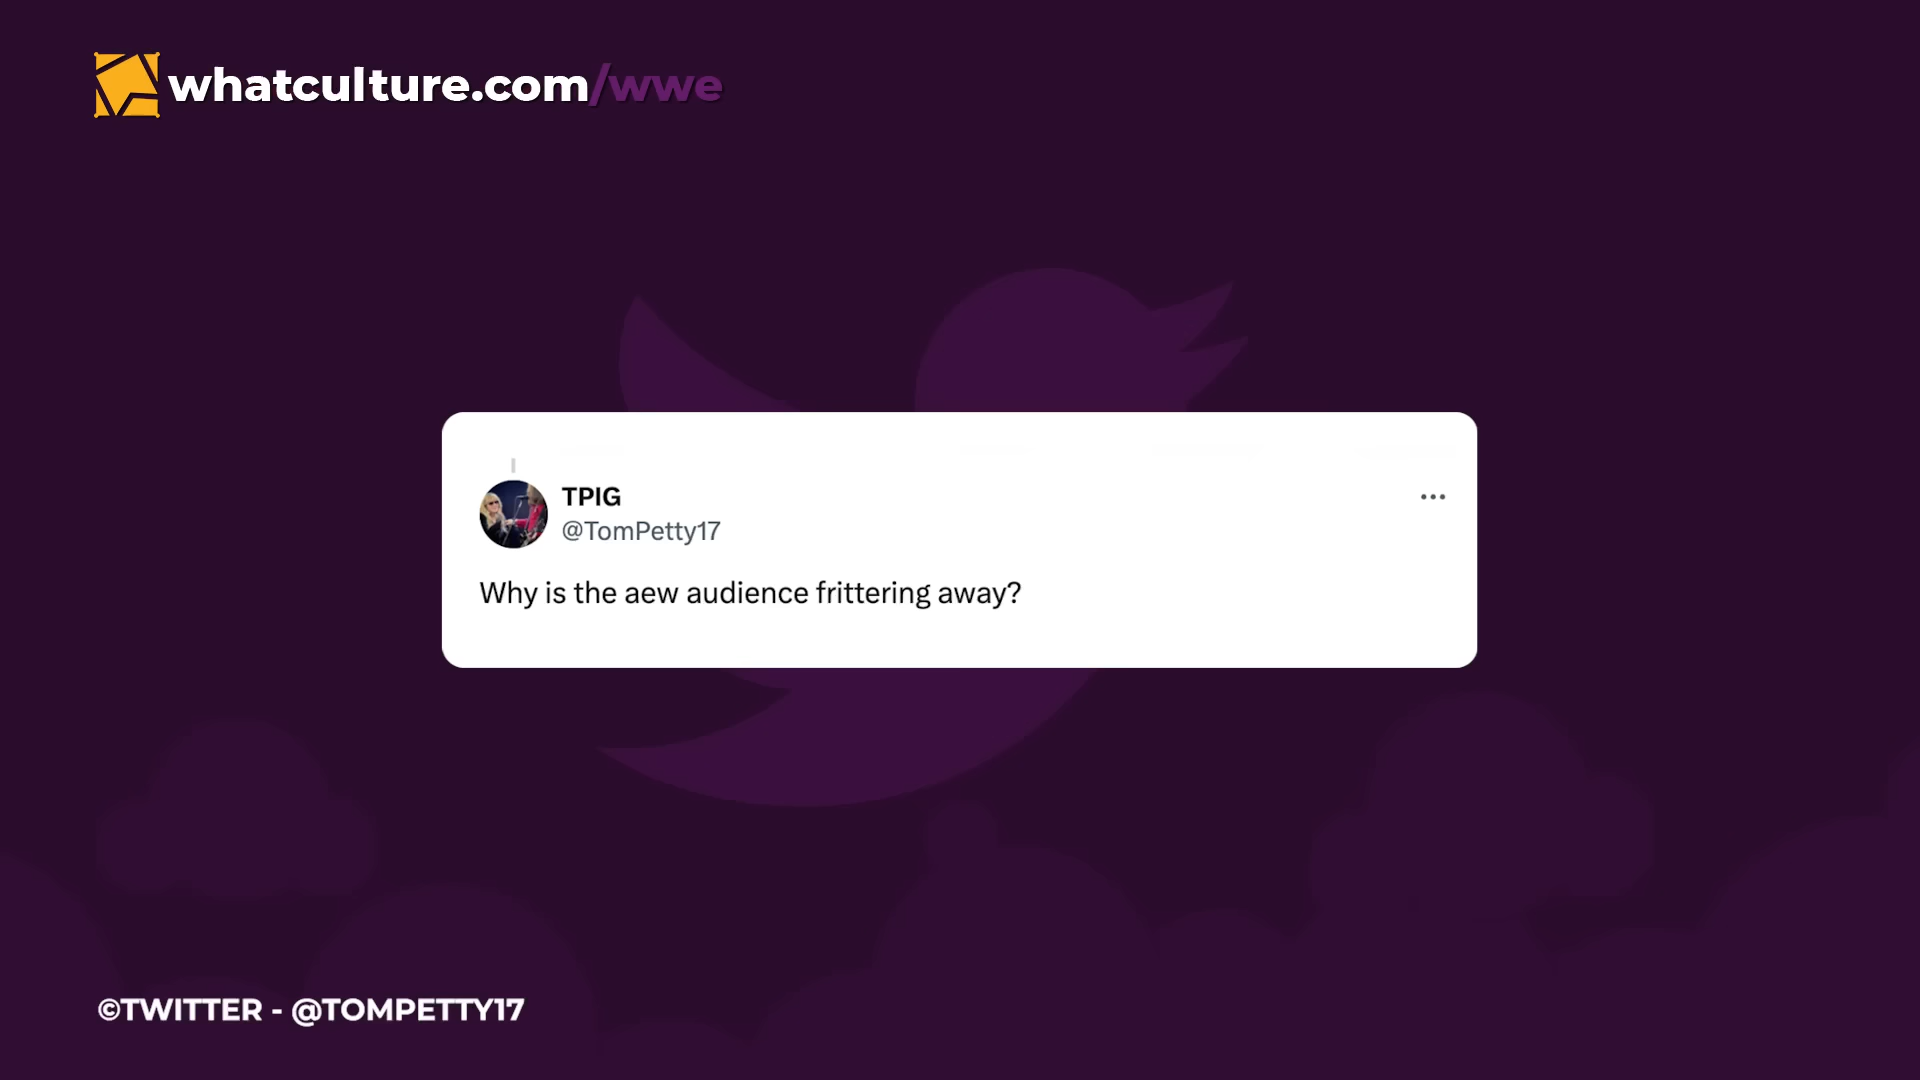 whatculture.com/wwe
TPIG
@TomPetty17
Why is the aew audience frittering away?
©TWITTER - @TOMPETTY17